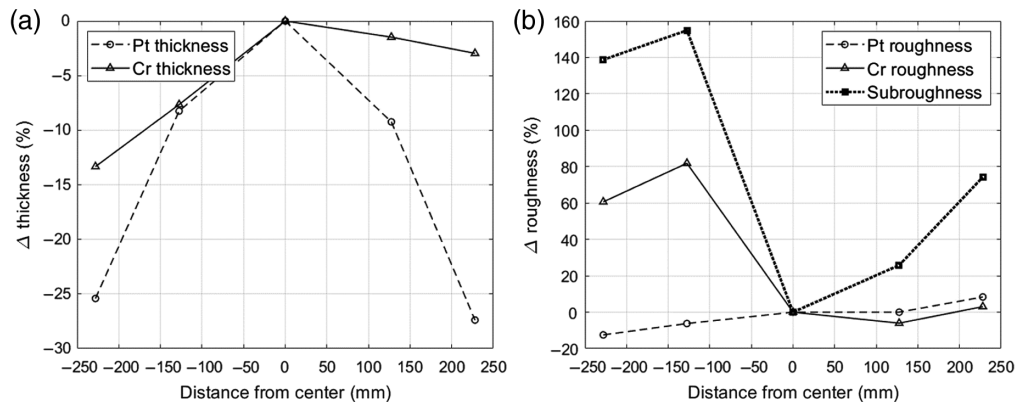 (a)
Pt thickness
Cr thickness
Δ thickness (%)
0
−5
−10
−15
−20
−25
−30
−250 −200 −150 −100 −50 0 50 100 150 200 250
Distance from center (mm)
(b)
Pt roughness
Cr roughness
Subroughness
Δ roughness (%)
160
140
120
100
80
60
40
20
0
−20
−250 −200 −150 −100 −50 0 50 100 150 200 250
Distance from center (mm)